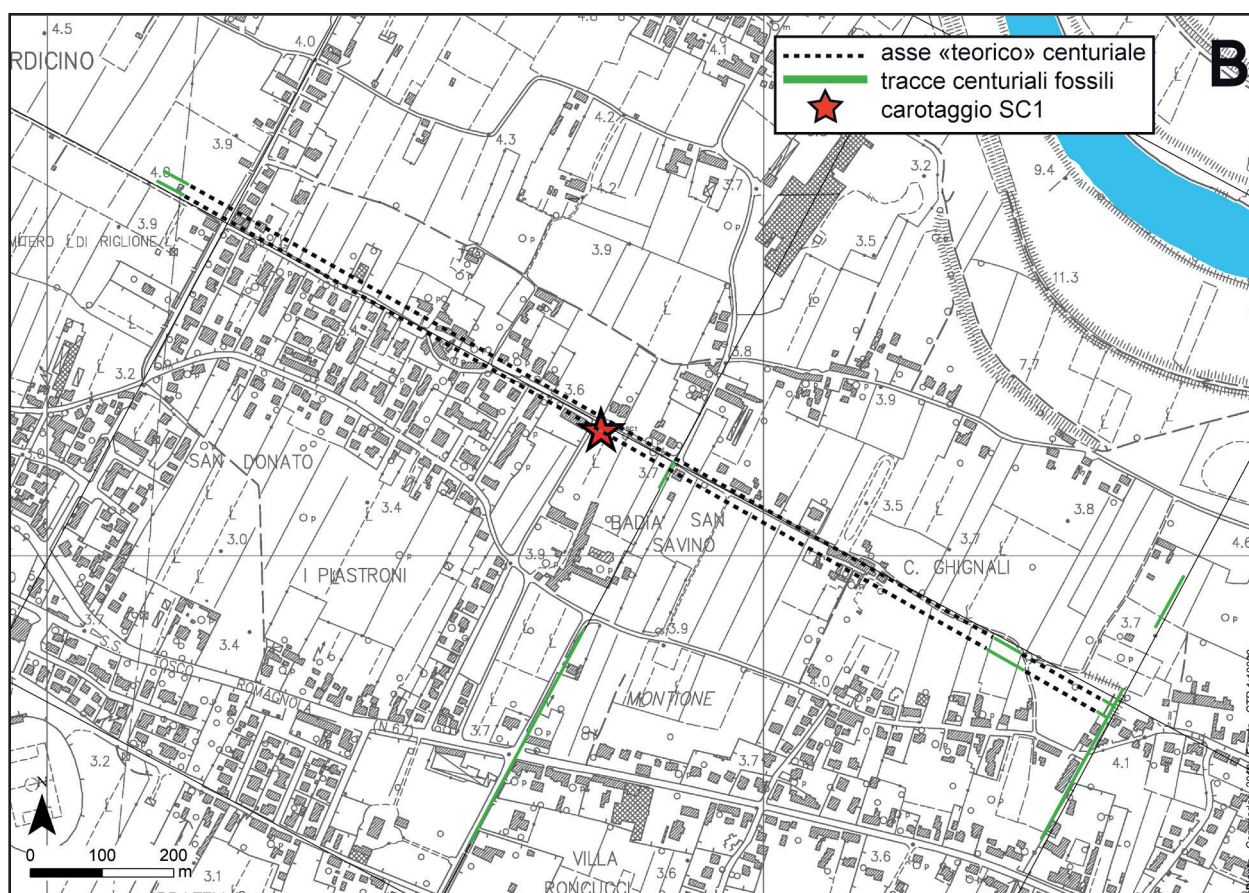 B
asse «teorico» centuriale
tracce centuriali fossili
carotaggio SC1
RDICINO
4.5
4.0
4.1
3.9
4.3
4.2
4.2
3.7
3.2
9.4
4.0
3.9
3.9
3.5
11.3
DI RIGLIONE
3.8
7.7
3.2
3.6
3.9
SAN DONATO
3.7
3.5
3.8
3.4
BADIA SAN
SAVINO
3.0
3.9
3.7
4.6
I PIASTRONI
C. GHIGNALI
3.7
3.4
3.9
3.7
S.S.
TOSCO
ROMAGNOLA
MONTIONE
4.0
3.7
3.7
4.1
3.2
N
0 100 200
m
3.1
VILLA
RONCUCCI
3.6
3.6